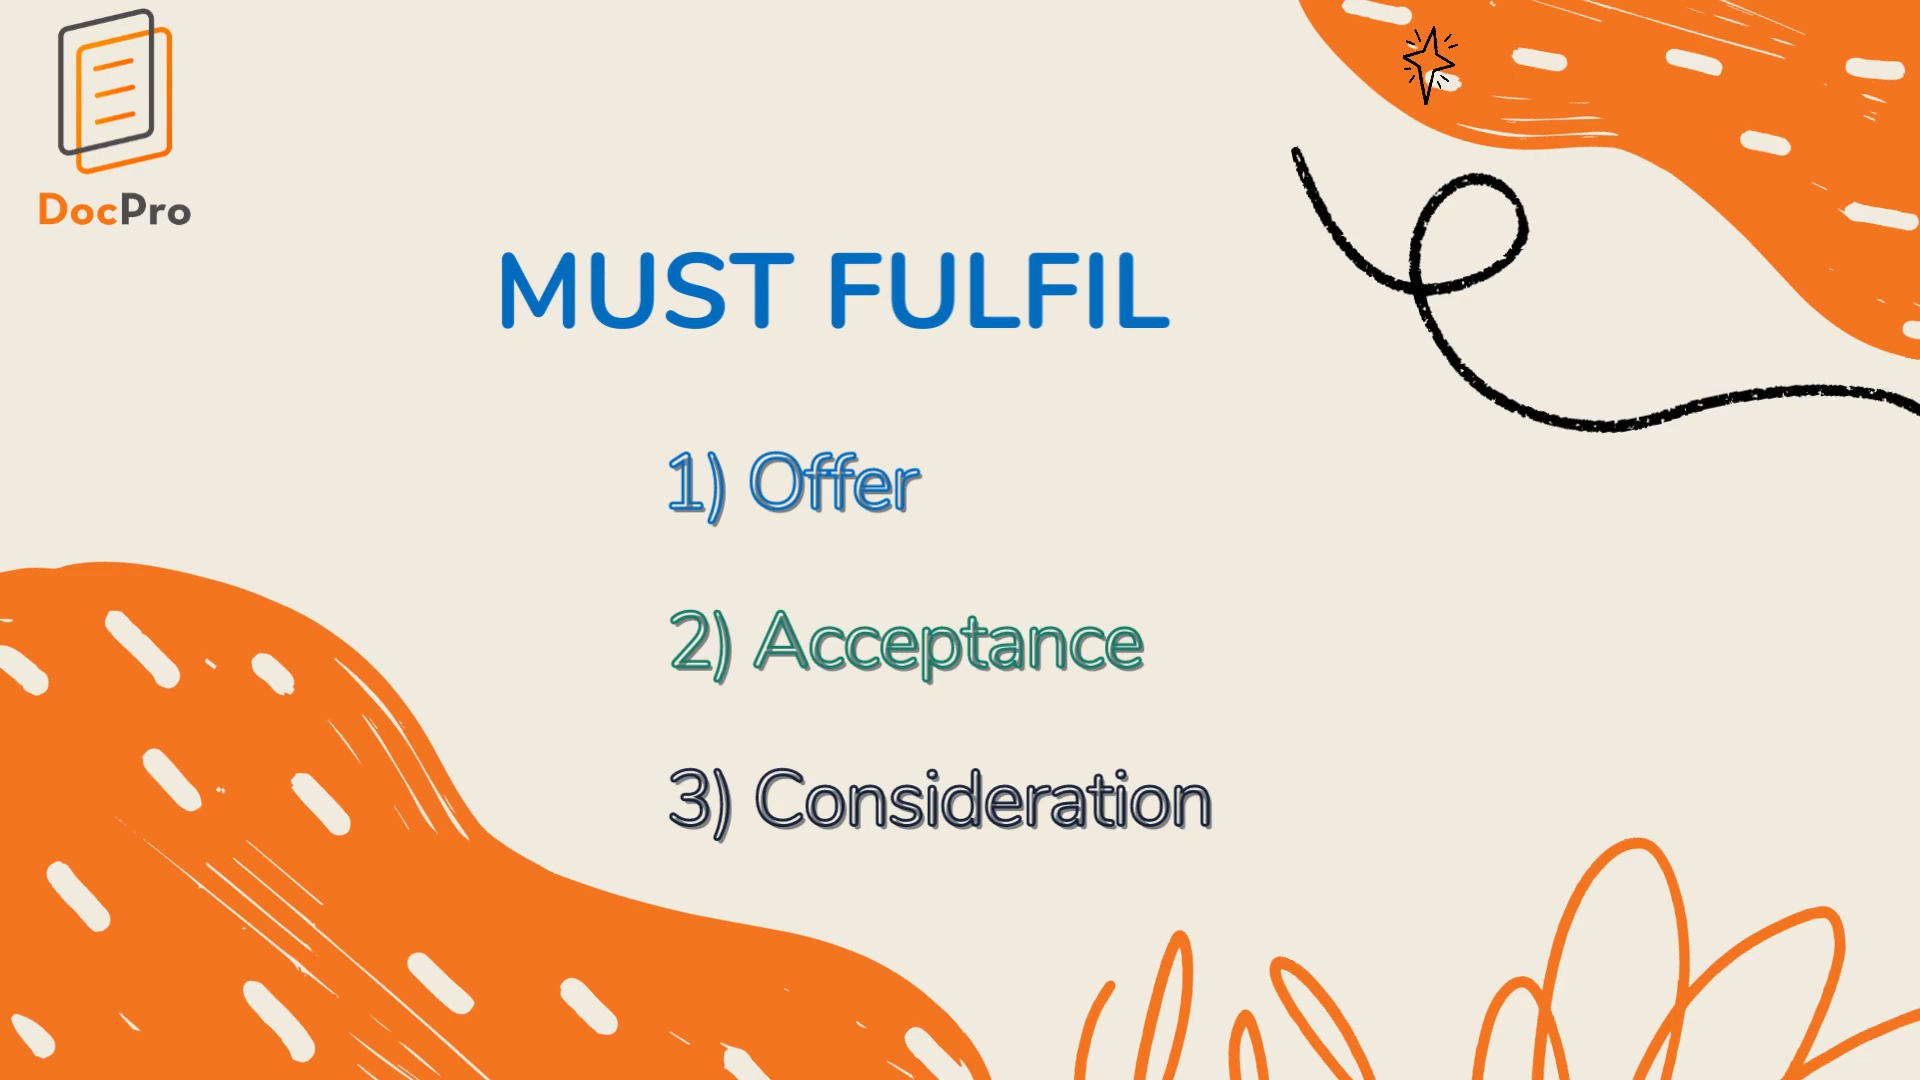 DocPro
MUST FULFIL
1) Offer
2) Acceptance
3) Consideration